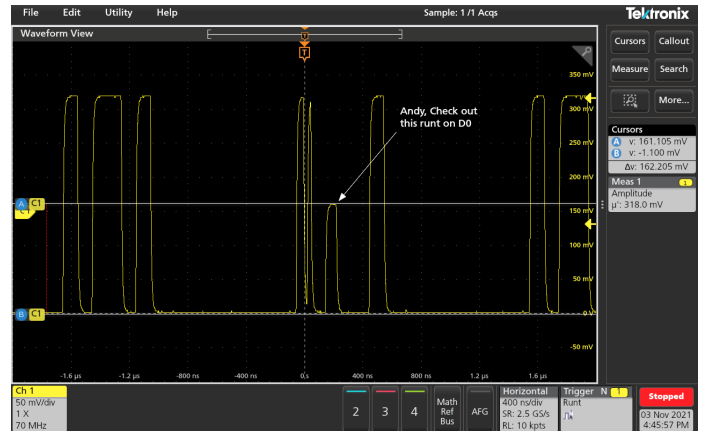 File Edit Utility Help Sample: 1 /1 Acqs Tektronix
Waveform View
T
T
Cursors Callout
Measure Search
More...
350 mV
300 mV
250 mV
200 mV
150 mV
100 mV
50 mV
0 V
-50 mV
Andy, Check out
this runt on D0
A C1
C1
B C1
-1.6 µs -1.2 µs -800 ns -400 ns 0 s 400 ns 800 ns 1.2 µs 1.6 µs
Cursors
A v: 161.105 mV
B v: -1.100 mV
Δv: 162.205 mV
Meas 1 1
Amplitude
µ': 318.0 mV
Ch 1
50 mV/div
1 X
70 MHz
2 3 4
Math
Ref
Bus
AFG
Horizontal
400 ns/div
SR: 2.5 GS/s
RL: 10 kpts
Trigger N 1
Runt
Stopped
03 Nov 2021
4:45:57 PM